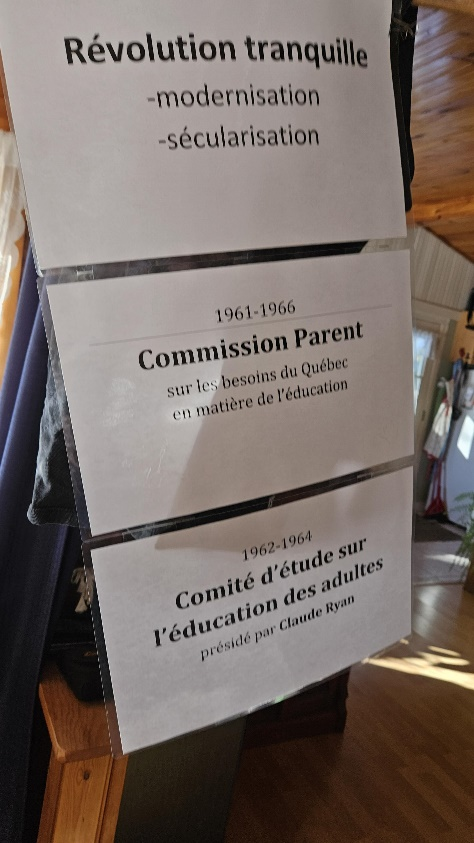 Révolution tranquille
-modernisation
-sécularisation
1961-1966
Commission Parent
sur les besoins du Québec
en matière de l'éducation
1962-1964
Comité d'étude sur
l'éducation des adultes
présidé par Claude Ryan